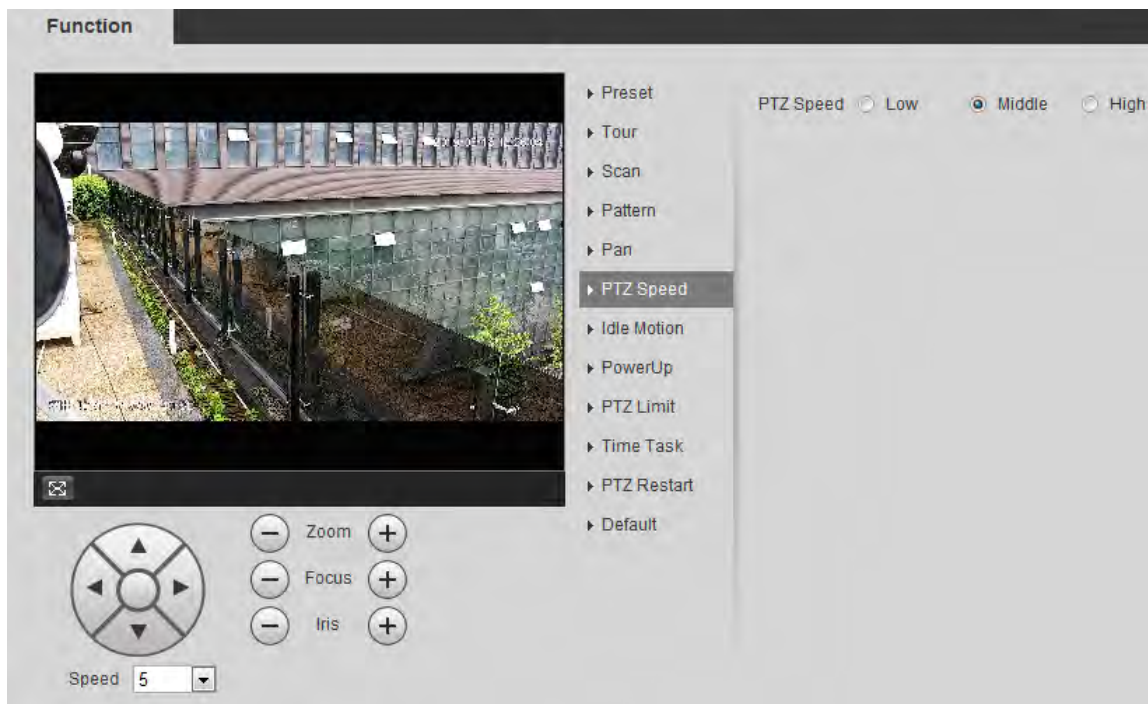 Function
Preset
Tour
Scan
Pattern
Pan
PTZ Speed
Idle Motion
PowerUp
PTZ Limit
Time Task
PTZ Restart
Default
PTZ Speed Low Middle High
Zoom
Focus
Iris
Speed 5